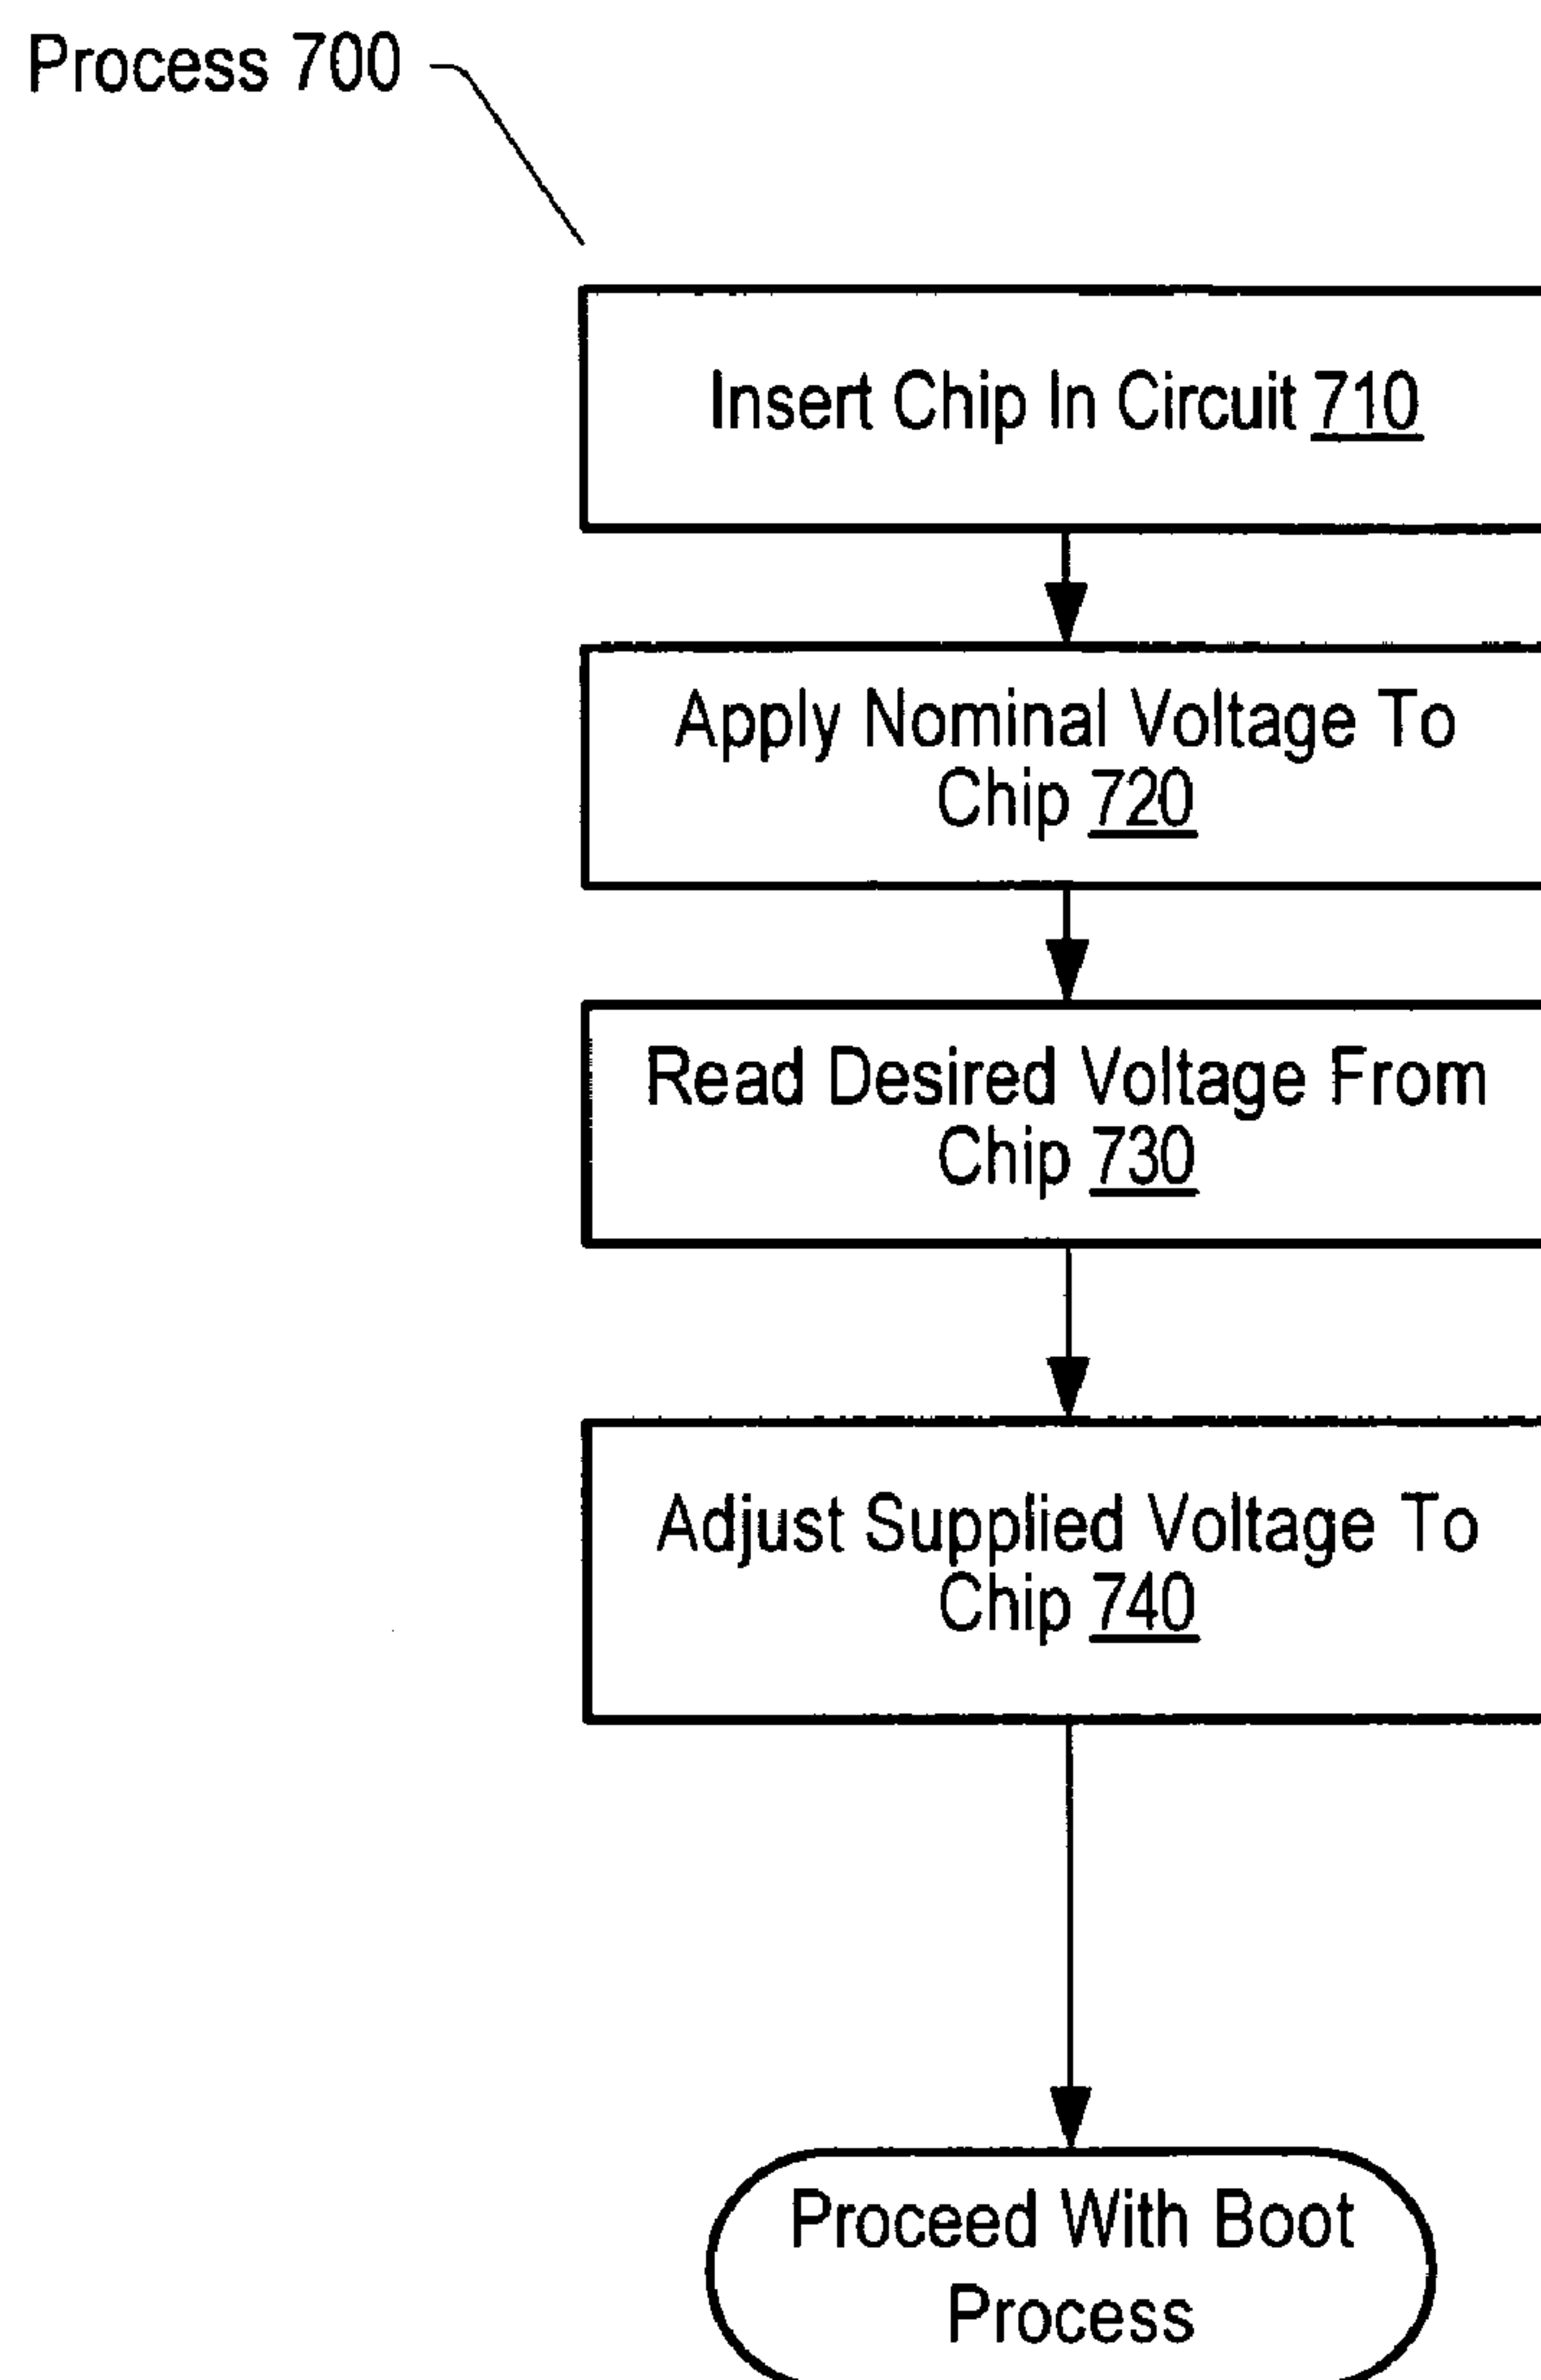 Process 700
Insert Chip In Circuit 710
Apply Nominal Voltage To
Chip 720
Read Desired Voltage From
Chip 730
Adjust Supplied Voltage To
Chip 740
Proceed With Boot
Process